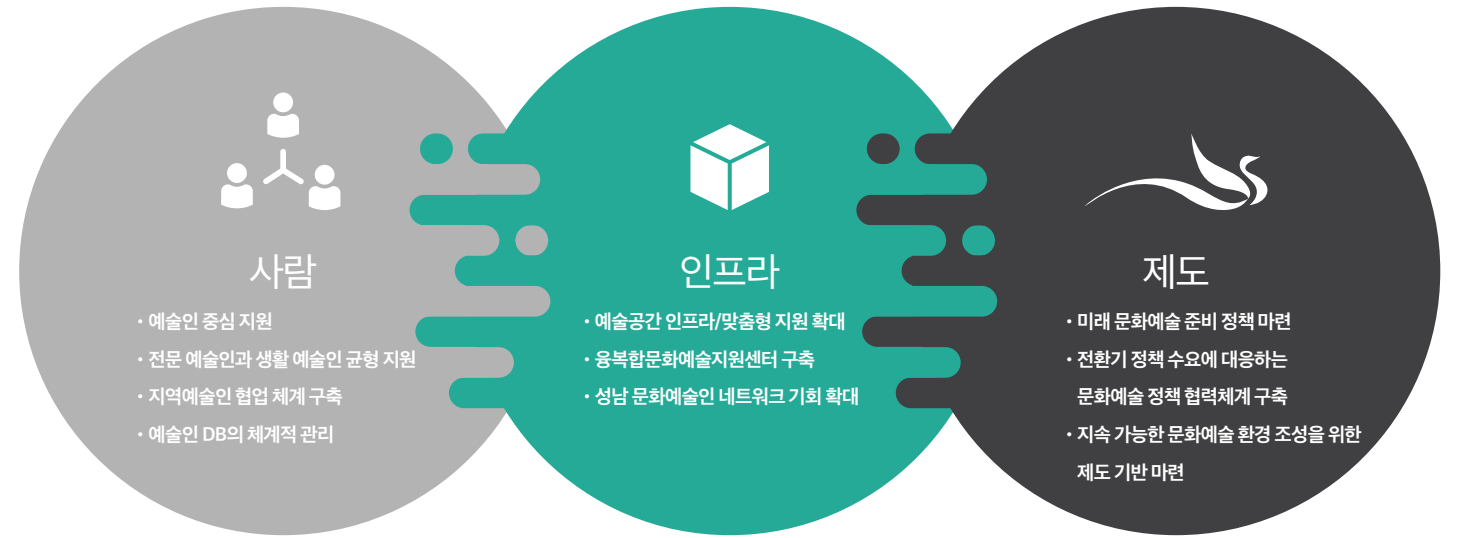 사람
· 예술인 중심 지원
· 전문 예술인과 생활 예술인 균형 지원
· 지역예술인 협업 체계 구축
· 예술인 DB의 체계적 관리
인프라
· 예술공간 인프라/맞춤형 지원 확대
· 융복합문화예술지원센터 구축
· 성남 문화예술인 네트워크 기회 확대
제도
· 미래 문화예술 준비 정책 마련
· 전환기 정책 수요에 대응하는
문화예술 정책 협력체계 구축
· 지속 가능한 문화예술 환경 조성을 위한
제도 기반 마련